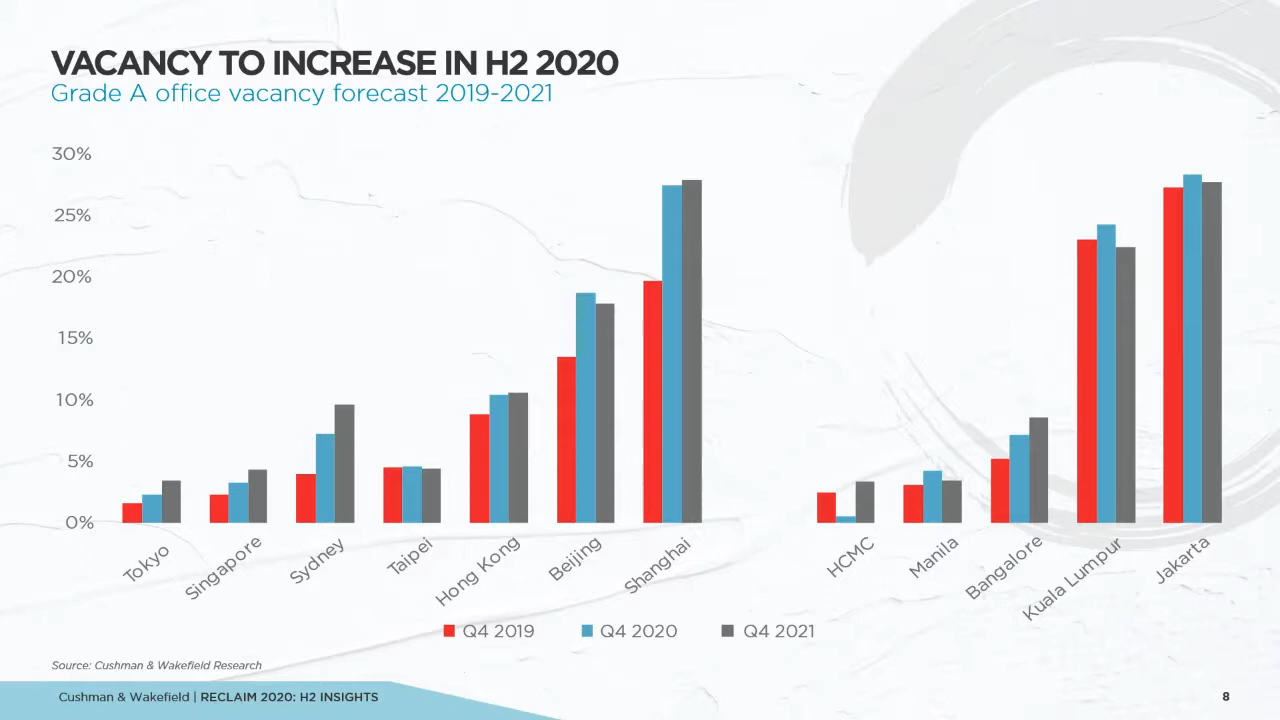 VACANCY TO INCREASE IN H2 2020
Grade A office vacancy forecast 2019-2021
30%
25%
20%
15%
10%
5%
0%
Tokyo
Singapore
Sydney
Taipei
Hong Kong
Beijing
Shanghai
HCMC
Manila
Bangalore
Kuala Lumpur
Jakarta
Q4 2019
Q4 2020
Q4 2021
Source: Cushman & Wakefield Research
Cushman & Wakefield | RECLAIM 2020: H2 INSIGHTS
8